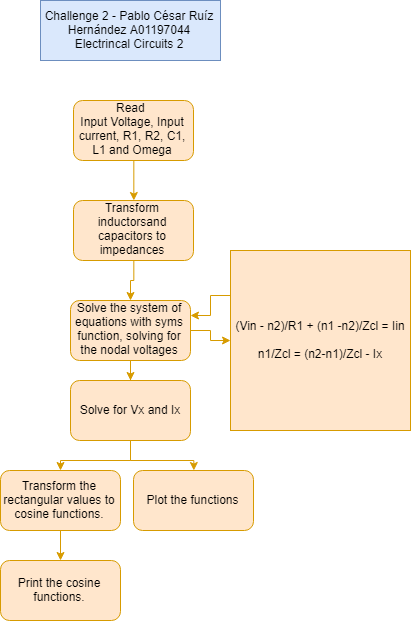 Challenge 2 - Pablo César Ruíz
Hernández A01197044
Electrincal Circuits 2
Read
Input Voltage, Input
current, R1, R2, C1,
L1 and Omega
Transform
inductorsand
capacitors to
impedances
Solve the system of
equations with syms
function, solving for
the nodal voltages
(Vin - n2)/R1 + (n1 -n2)/Zcl = Iin
n1/Zcl = (n2-n1)/Zcl - Ix
Solve for Vx and Ix
Transform the
rectangular values to
cosine functions.
Plot the functions
Print the cosine
functions.